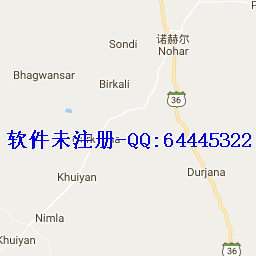 诺赫尔
Nohar
Sondi
Bhagwansar
Birkali
36
软件未注册-QQ:64445322
Khuiyan
Durjana
Nimla
Khuiyan
36